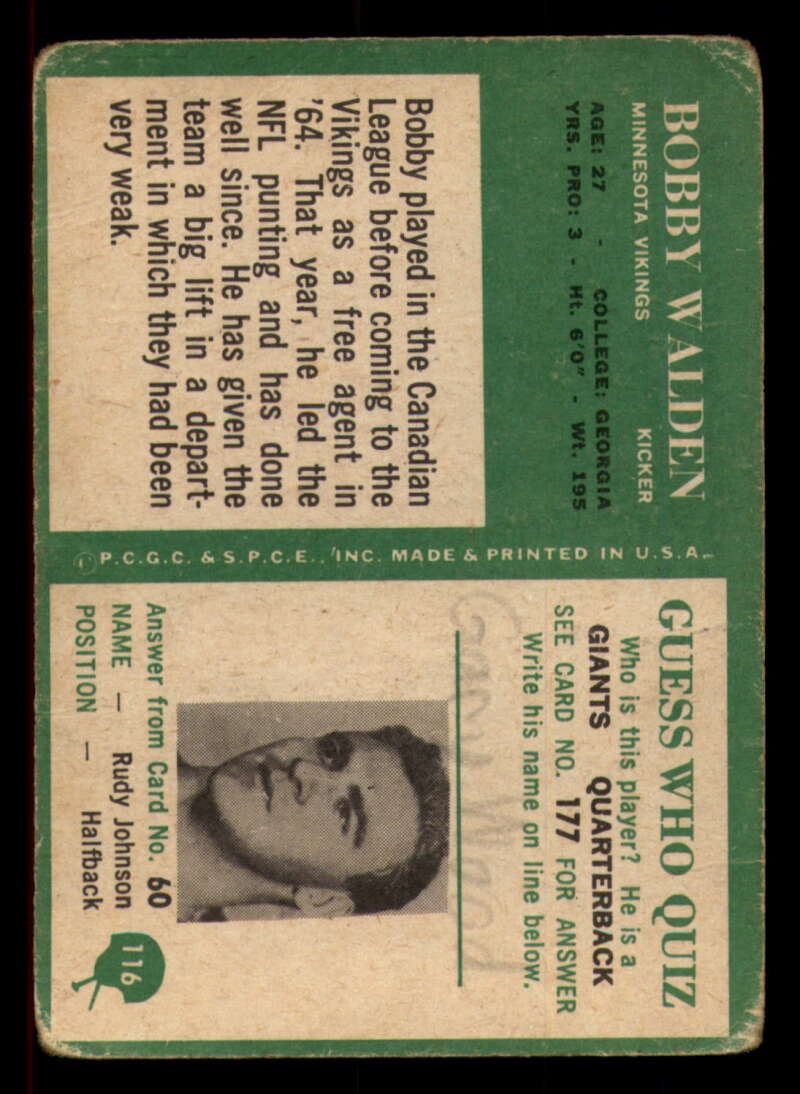 BOBBY WALDEN
MINNESOTA VIKINGS KICKER
AGE: 27 - COLLEGE: GEORGIA
YRS. PRO: 3 - Ht. 6'0" - Wt. 195
Bobby played in the Canadian
League before coming to the
Vikings as a free agent in
'64. That year, he led the
NFL punting and has done
well since. He has given the
team a big lift in a depart-
ment in which they had been
very weak.
© P.C.G.C. & S.P.C.E., INC. MADE & PRINTED IN U.S.A.
GUESS WHO QUIZ
Who is this player? He is a
GIANTS QUARTERBACK
SEE CARD NO. 177 FOR ANSWER
Write his name on line below.
Gary Wood
Answer from Card No. 60
NAME — Rudy Johnson
POSITION — Halfback
116